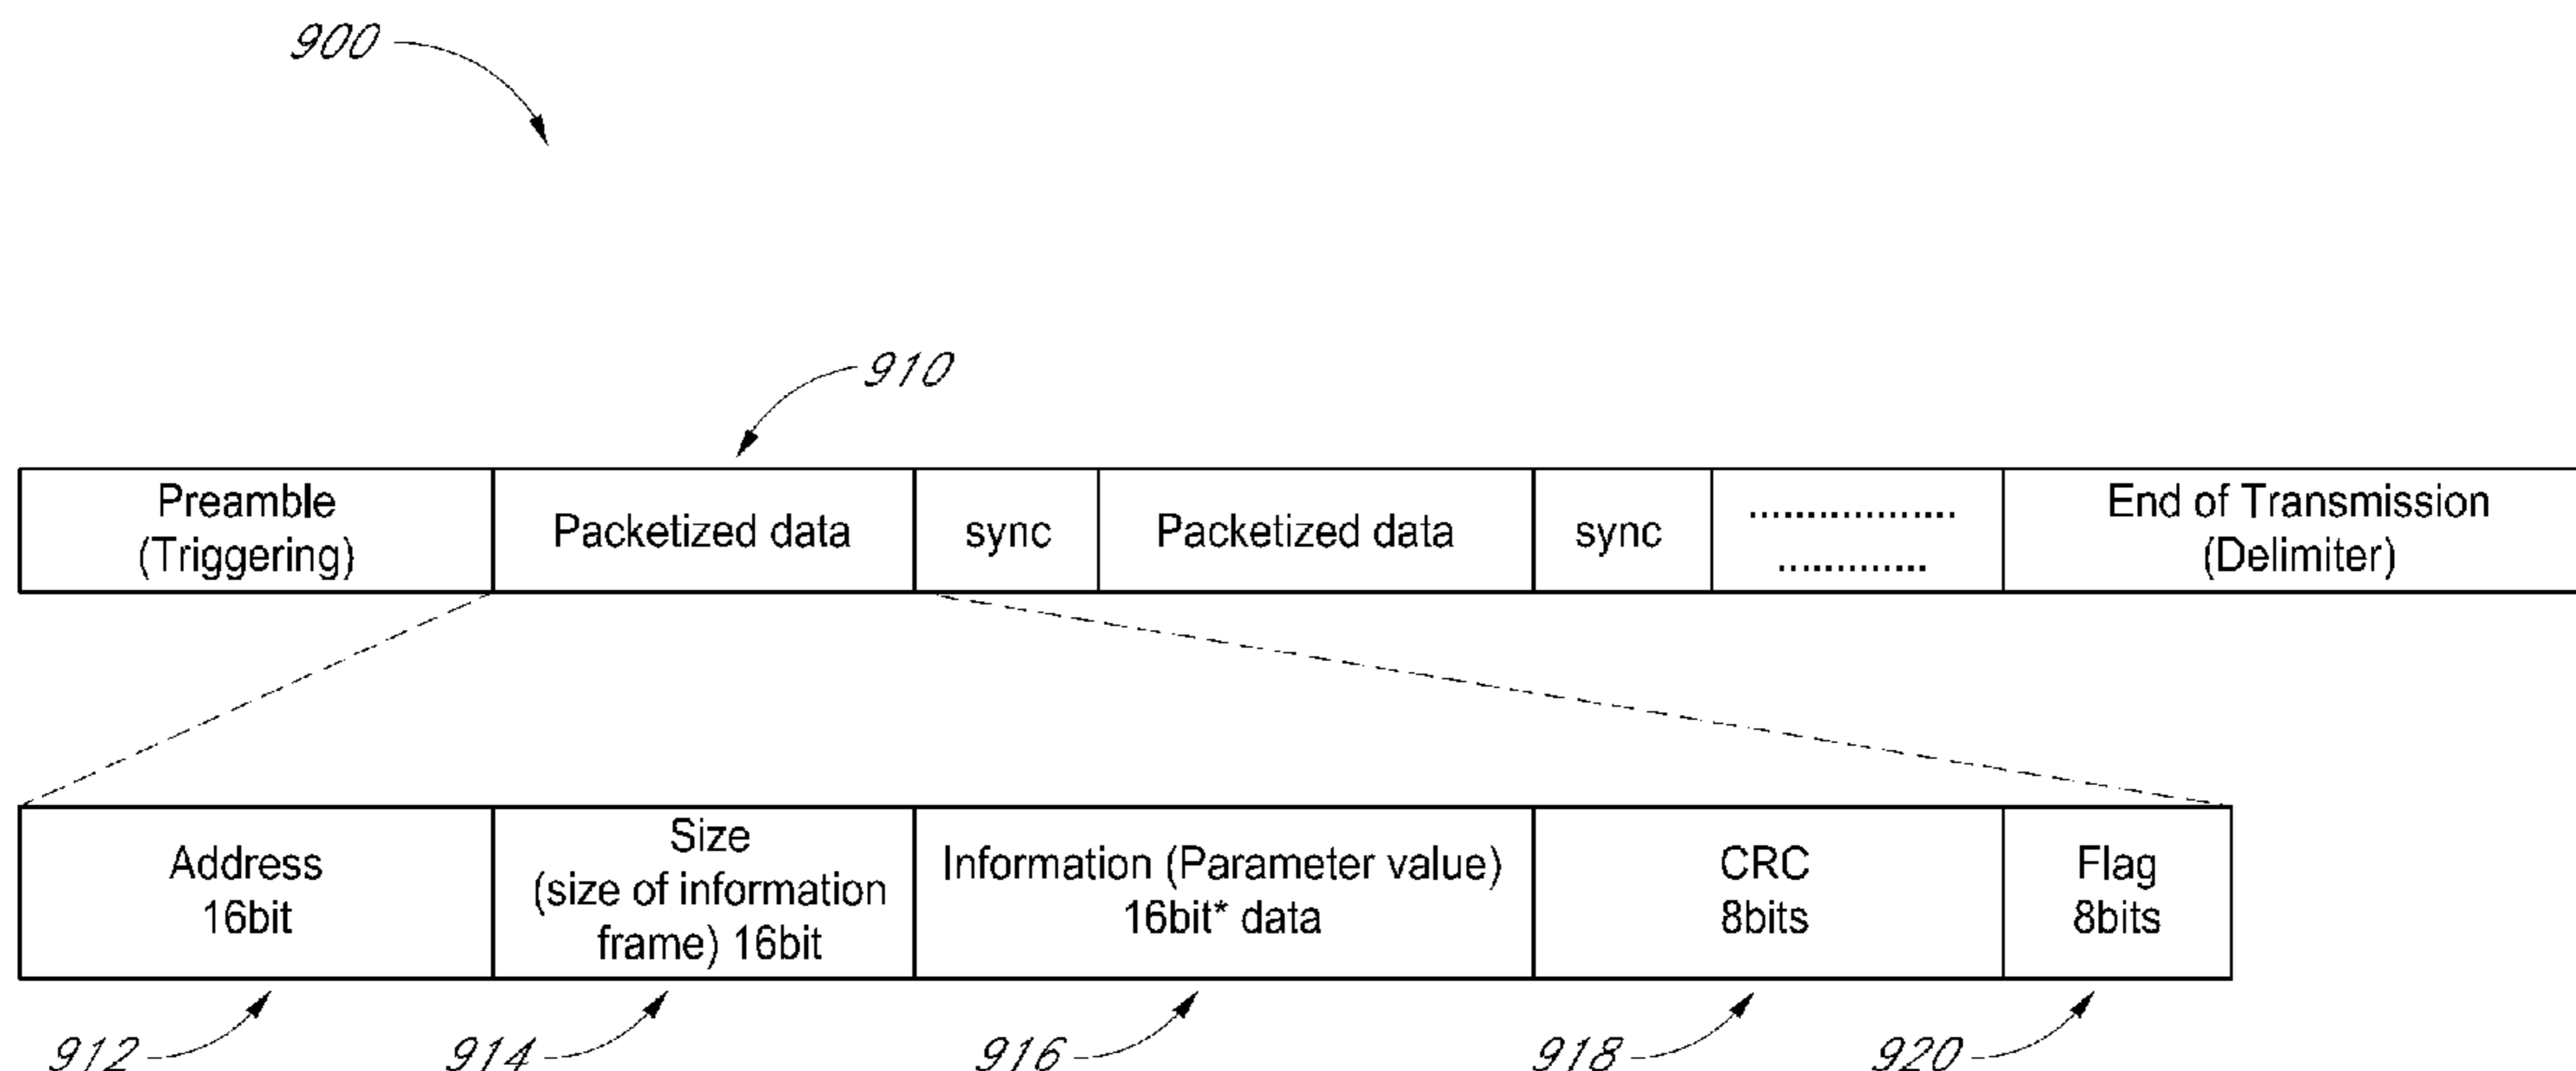 900
910
Preamble
(Triggering)
Packetized data
sync
Packetized data
sync
..................
.............
End of Transmission
(Delimiter)
Address
16bit
Size
(size of information
frame) 16bit
Information (Parameter value)
16bit* data
CRC
8bits
Flag
8bits
912
914
916
918
920